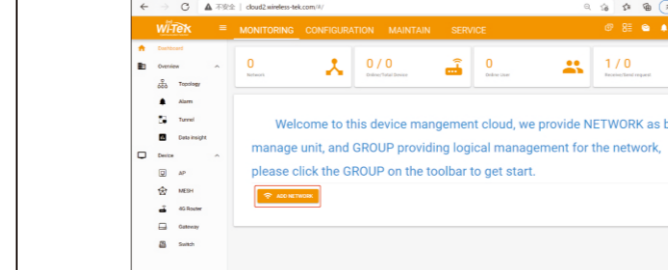 不安全 | cloud2.wireless-tek.com/#/
Wi-Tek
MONITORING CONFIGURATION MAINTAIN SERVICE
Dashboard
Overview
Topology
Alarm
Tunnel
Data Insight
Device
AP
MESH
4G Router
Gateway
Switch
0
Network
0 / 0
Online/Total Device
0
Online User
1 / 0
Welcome to this device mangement cloud, we provide NETWORK as b
manage unit, and GROUP providing logical management for the network,
please click the GROUP on the toolbar to get start.
ADD NETWORK